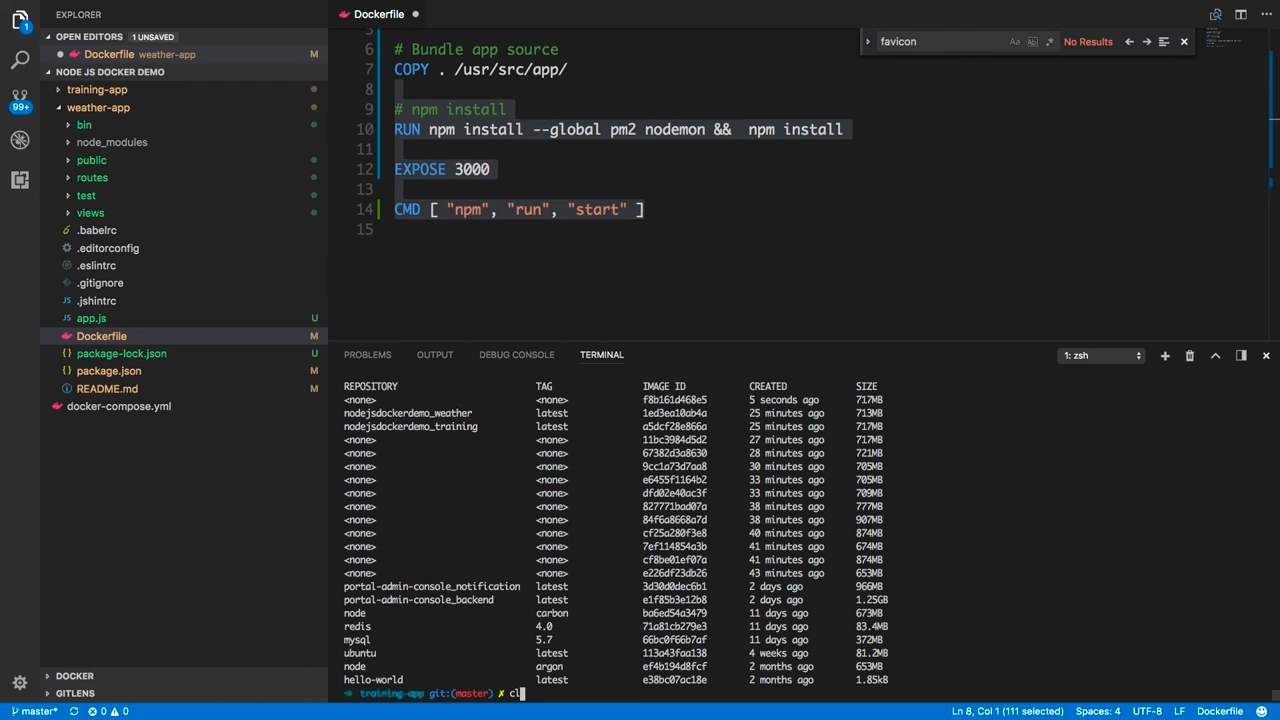 EXPLORER
OPEN EDITORS 1 UNSAVED
Dockerfile weather-app M
NODE JS DOCKER DEMO
training-app
weather-app
bin
node_modules
public
routes
test
views
.babelrc
.editorconfig
.eslintrc
.gitignore
JS .jshintrc
JS app.js U
Dockerfile M
{} package-lock.json U
{} package.json M
README.md M
docker-compose.yml
DOCKER
GITLENS
1
99+
Dockerfile
favicon Aa Ab| .* No Results
5
6 # Bundle app source
7 COPY . /usr/src/app/
8
9 # npm install
10 RUN npm install --global pm2 nodemon && npm install
11
12 EXPOSE 3000
13
14 CMD [ "npm", "run", "start" ]
15
PROBLEMS OUTPUT DEBUG CONSOLE TERMINAL 1: zsh
REPOSITORY TAG IMAGE ID CREATED SIZE
<none> <none> f8b161d468e5 5 seconds ago 717MB
nodejsdockerdemo_weather latest 1ed3ea10ab4a 25 minutes ago 713MB
nodejsdockerdemo_training latest a5dcf28e866a 25 minutes ago 717MB
<none> <none> 11bc3984d5d2 27 minutes ago 717MB
<none> <none> 67382d3a8630 28 minutes ago 721MB
<none> <none> 9cc1a73d7aa8 30 minutes ago 705MB
<none> <none> e6455f1164b2 33 minutes ago 705MB
<none> <none> dfd02e40ac3f 33 minutes ago 709MB
<none> <none> 827771bad07a 38 minutes ago 777MB
<none> <none> 84f6a8668a7d 38 minutes ago 907MB
<none> <none> cf25a280f3e8 40 minutes ago 874MB
<none> <none> 7ef114854a3b 41 minutes ago 674MB
<none> <none> cf8be01ef07a 41 minutes ago 874MB
<none> <none> e226df23db26 43 minutes ago 653MB
portal-admin-console_notification latest 3d30d0dec6b1 2 days ago 966MB
portal-admin-console_backend latest e1f85b3e12b8 2 days ago 1.25GB
node carbon ba6ed54a3479 11 days ago 673MB
redis 4.0 71a81cb279e3 11 days ago 83.4MB
mysql 5.7 66bc0f66b7af 11 days ago 372MB
ubuntu latest 113a43faa138 4 weeks ago 81.2MB
node argon ef4b194d8fcf 2 months ago 653MB
hello-world latest e38bc07ac18e 2 months ago 1.85kB
➜ training-app git:(master) ✗ cl
master* 0 0 Ln 8, Col 1 (111 selected) Spaces: 4 UTF-8 LF Dockerfile